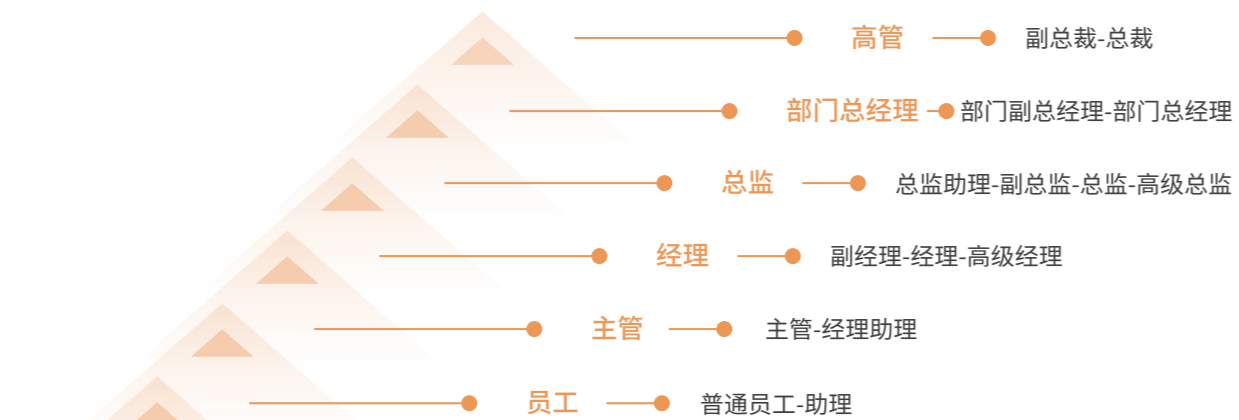 高管 副总裁-总裁
部门总经理 部门副总经理-部门总经理
总监 总监助理-副总监-总监-高级总监
经理 副经理-经理-高级经理
主管 主管-经理助理
员工 普通员工-助理